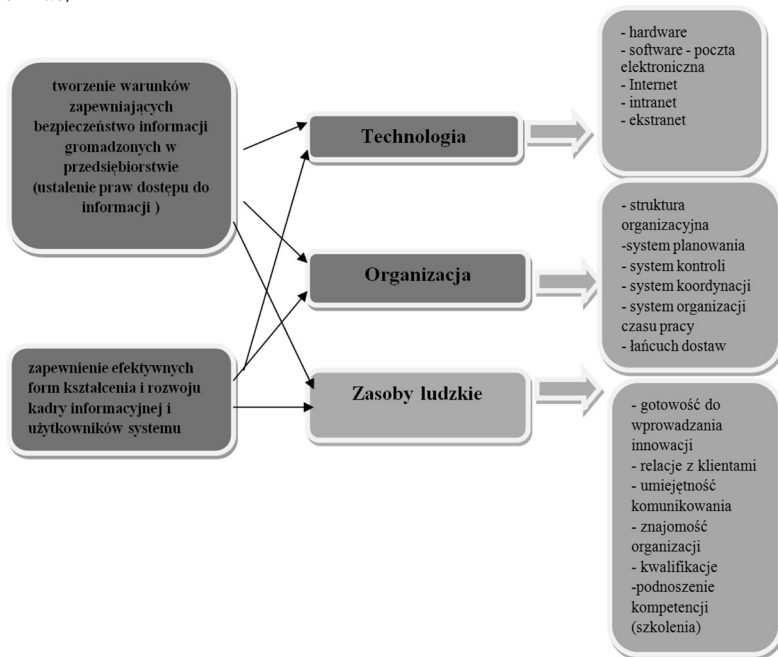 tworzenie warunków
zapewniających
bezpieczeństwo informacji
gromadzonych w
przedsiębiorstwie
(ustalenie praw dostępu do
informacji )
zapewnienie efektywnych
form kształcenia i rozwoju
kadry informacyjnej i
użytkowników systemu
Technologia
Organizacja
Zasoby ludzkie
- hardware
- software - poczta
elektroniczna
- Internet
- intranet
- ekstranet
- struktura
organizacyjna
-system planowania
- system kontroli
- system koordynacji
- system organizacji
czasu pracy
- łańcuch dostaw
- gotowość do
wprowadzania
innowacji
- relacje z klientami
- umiejętność
komunikowania
- znajomość
organizacji
- kwalifikacje
-podnoszenie
kompetencji
(szkolenia)